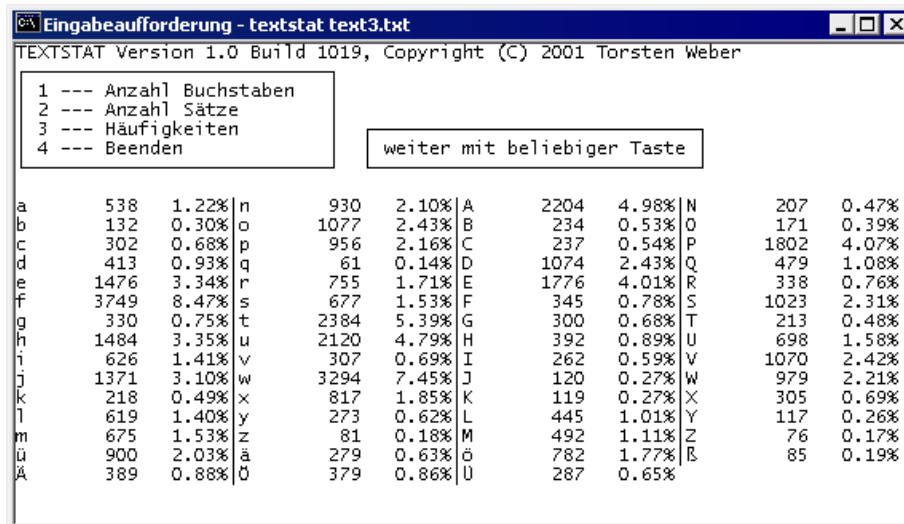 Eingabeaufforderung - textstat text3.txt
TEXTSTAT Version 1.0 Build 1019, Copyright (C) 2001 Torsten Weber
1 --- Anzahl Buchstaben
2 --- Anzahl Sätze
3 --- Häufigkeiten
4 --- Beenden
weiter mit beliebiger Taste
a 538 1.22% n 930 2.10% A 2204 4.98% N 207 0.47%
b 132 0.30% o 1077 2.43% B 234 0.53% O 171 0.39%
c 302 0.68% p 956 2.16% C 237 0.54% P 1802 4.07%
d 413 0.93% q 61 0.14% D 1074 2.43% Q 479 1.08%
e 1476 3.34% r 755 1.71% E 1776 4.01% R 338 0.76%
f 3749 8.47% s 677 1.53% F 345 0.78% S 1023 2.31%
g 330 0.75% t 2384 5.39% G 300 0.68% T 213 0.48%
h 1484 3.35% u 2120 4.79% H 392 0.89% U 698 1.58%
i 626 1.41% v 307 0.69% I 262 0.59% V 1070 2.42%
j 1371 3.10% w 3294 7.45% J 120 0.27% W 979 2.21%
k 218 0.49% x 817 1.85% K 119 0.27% X 305 0.69%
l 619 1.40% y 273 0.62% L 445 1.01% Y 117 0.26%
m 675 1.53% z 81 0.18% M 492 1.11% Z 76 0.17%
ü 900 2.03% ä 279 0.63% ö 782 1.77% ß 85 0.19%
Ä 389 0.88% Ö 379 0.86% Ü 287 0.65%